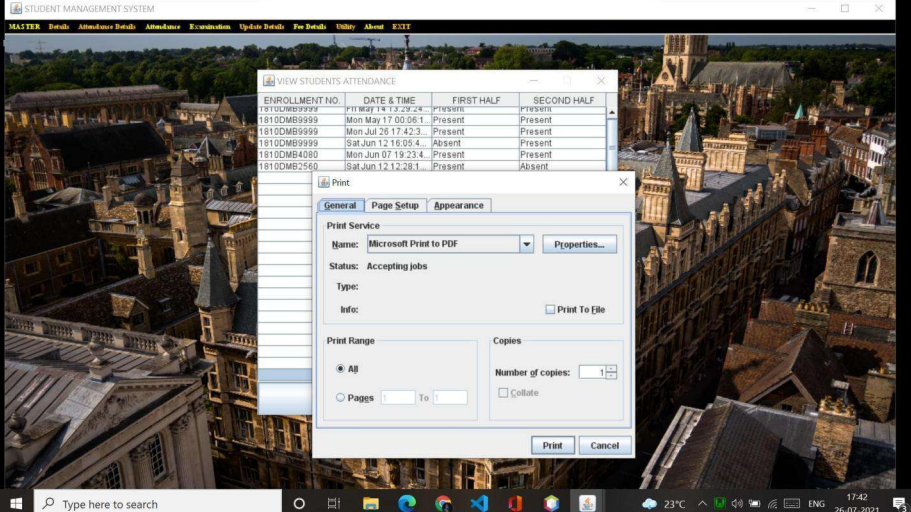 STUDENT MANAGEMENT SYSTEM
MASTER Details Attendance Details Attendance Examination Update Details Fee Details Utility About EXIT
VIEW STUDENTS ATTENDANCE
ENROLLMENT NO. DATE & TIME FIRST HALF SECOND HALF
1810DMB9999 Fri May 14 13:29:24... Present Present
1810DMB9999 Mon May 17 00:06:1... Present Present
1810DMB9999 Mon Jul 26 17:42:3... Present Present
1810DMB9999 Sat Jun 12 16:05:4... Absent Present
1810DMB4080 Mon Jun 07 19:23:4... Present Present
1810DMB2560 Sat Jun 12 12:28:1... Present Absent
Print
General Page Setup Appearance
Print Service
Name: Microsoft Print to PDF Properties...
Status: Accepting jobs
Type:
Info: Print To File
Print Range Copies
All
Number of copies: 1
Pages 1 To 1 Collate
Print Cancel
Type here to search
23°C ENG 17:42
26-07-2021
3